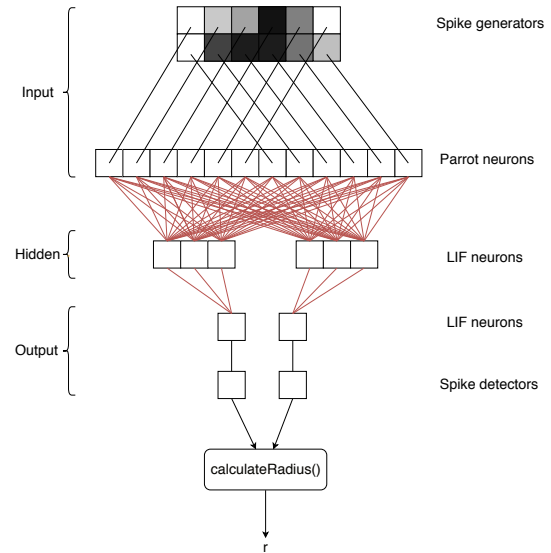 Spike generators
Input
Parrot neurons
Hidden
LIF neurons
LIF neurons
Output
Spike detectors
calculateRadius()
r